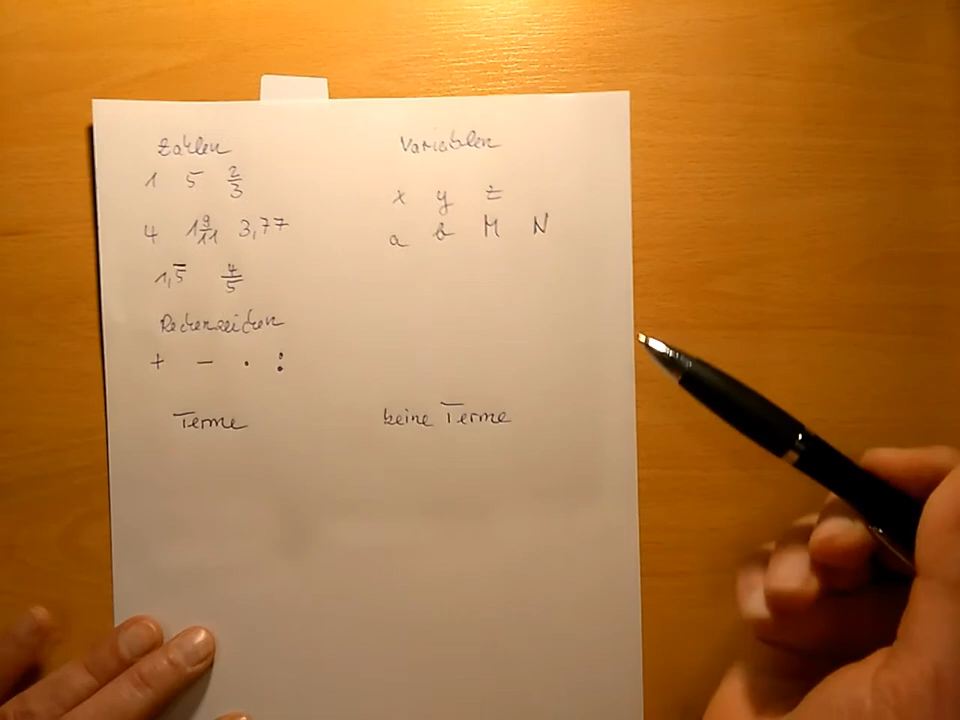 Zahlen
1 5 2/3
4 1 9/11 3,77
1,5̅ 4/5
Variablen
x y z
a b M N
Rechenzeichen
+ − · :
Terme
keine Terme